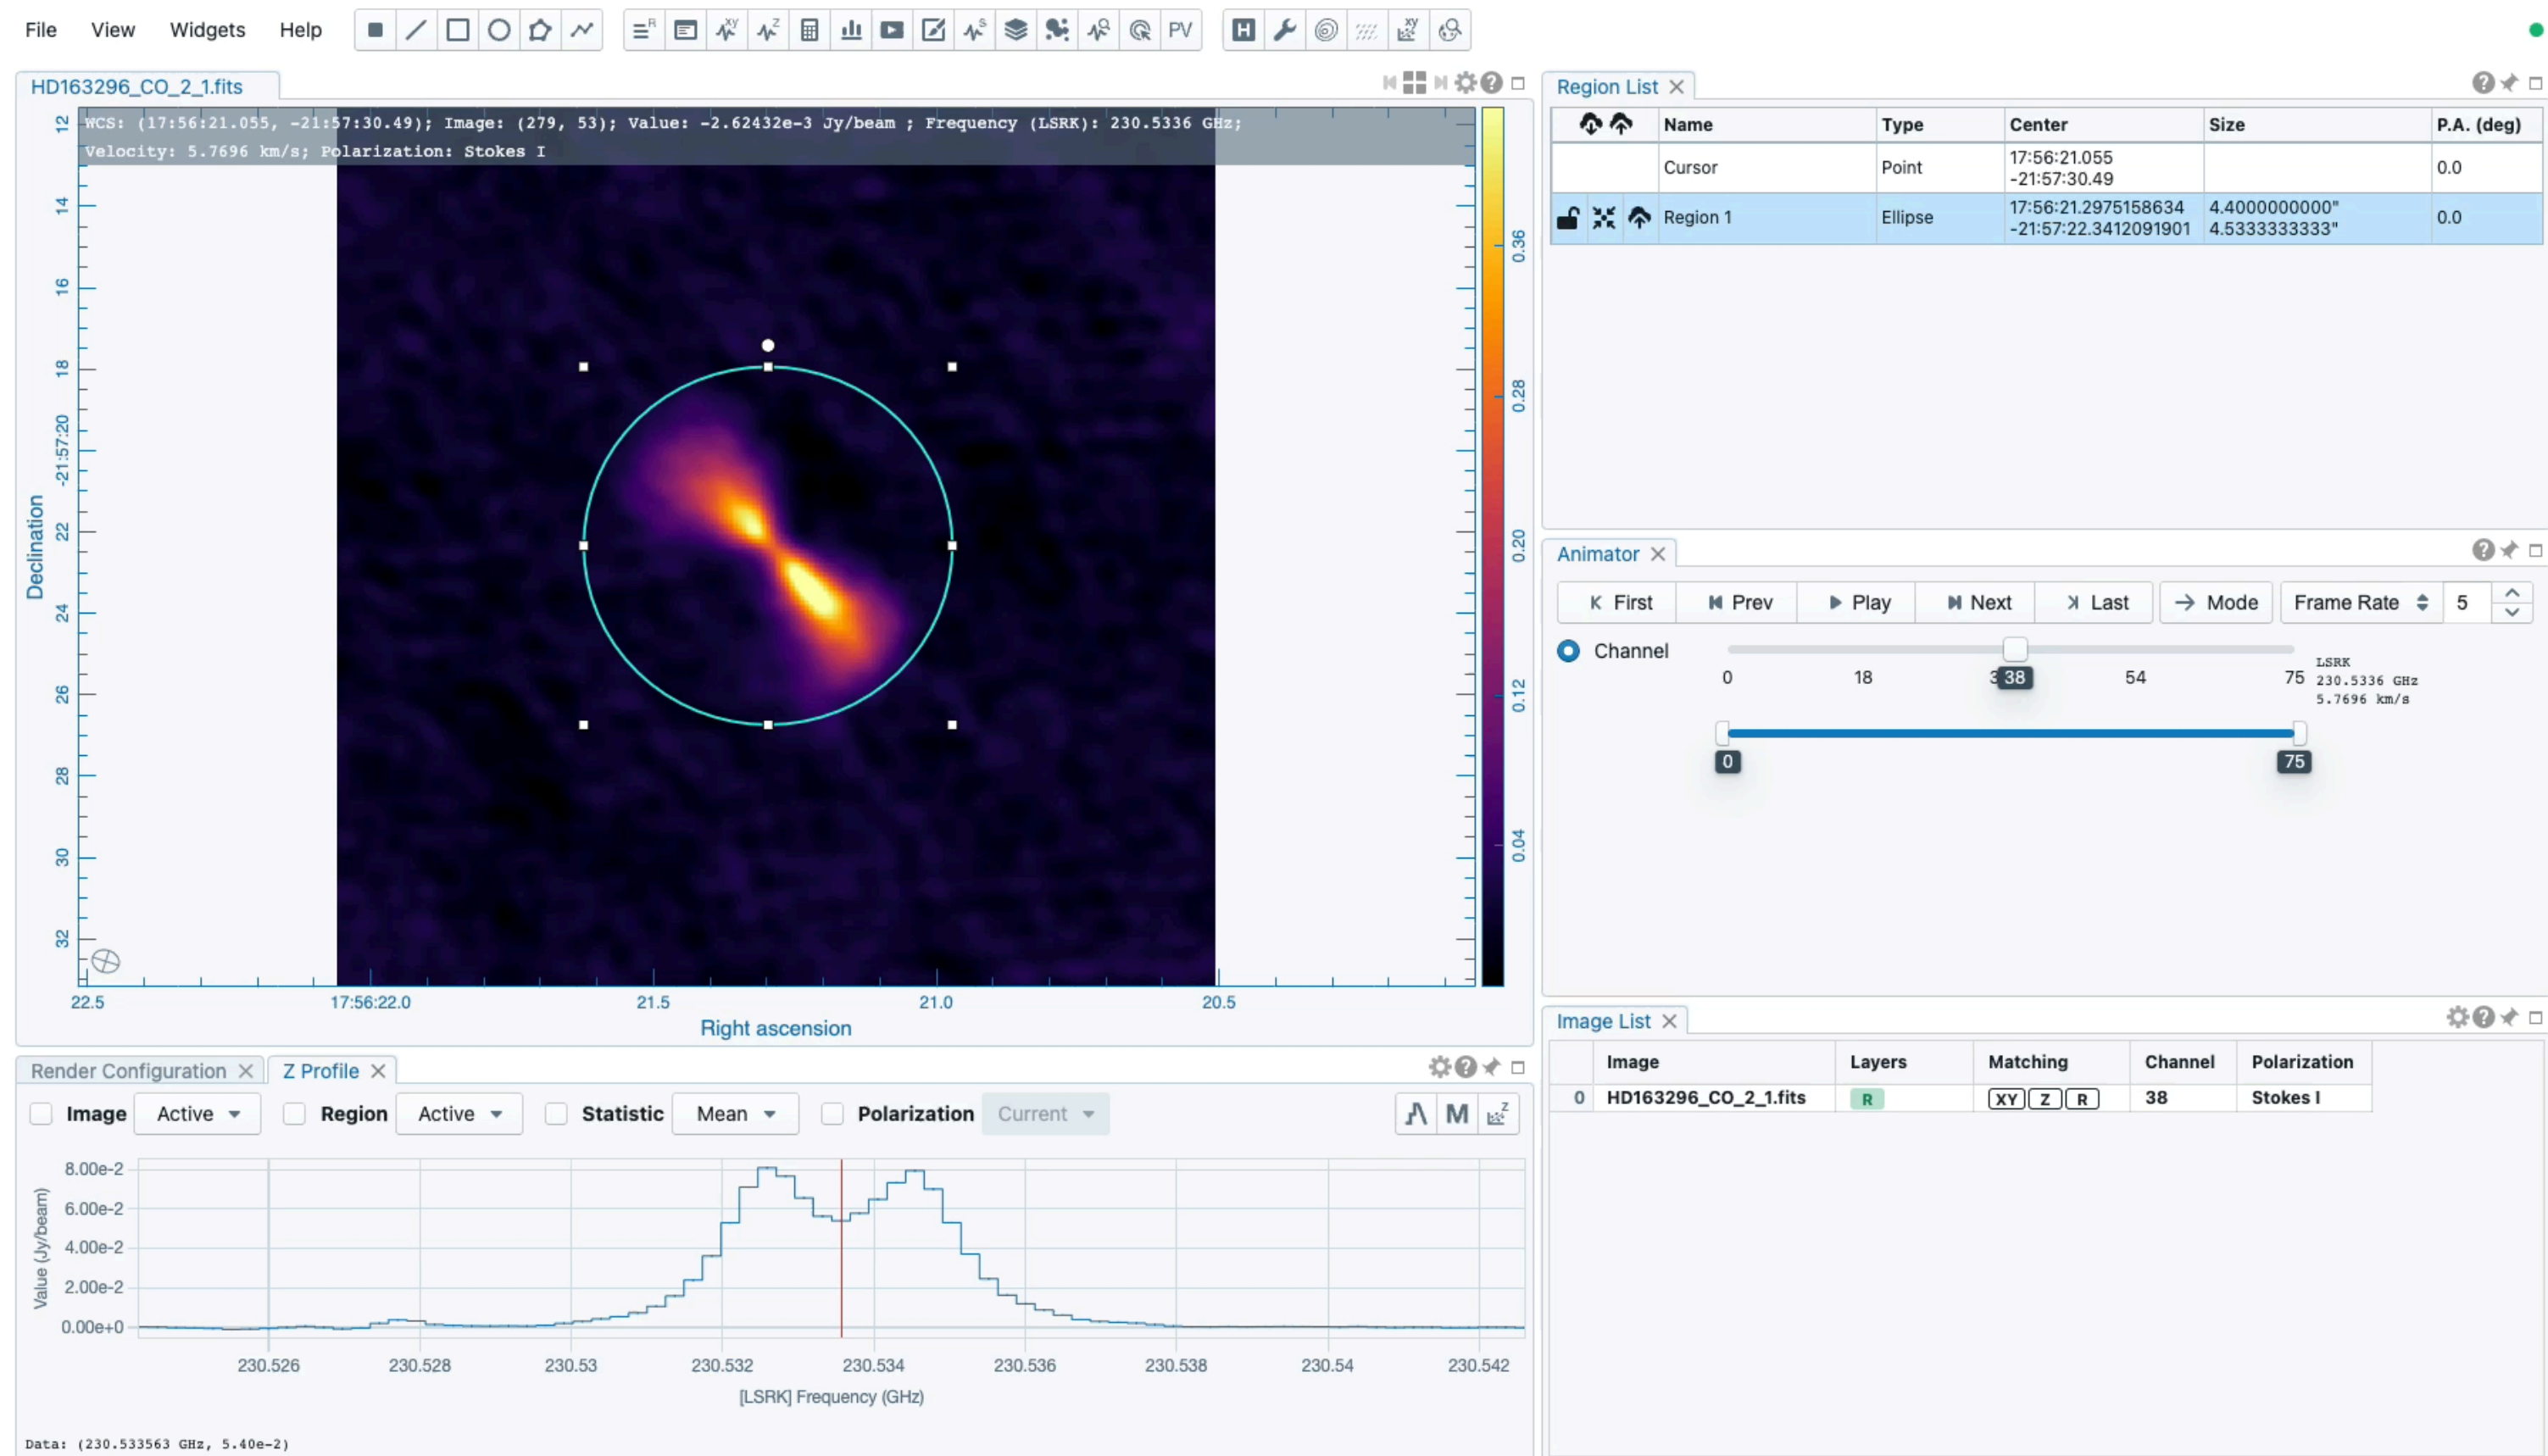 File View Widgets Help
R XY Z S PV H XY
HD163296_CO_2_1.fits
WCS: (17:56:21.055, -21:57:30.49); Image: (279, 53); Value: -2.62432e-3 Jy/beam ; Frequency (LSRK): 230.5336 GHz;
Velocity: 5.7696 km/s; Polarization: Stokes I
12
14
16
18
-21:57:20
22
24
26
28
30
32
Declination
22.5 17:56:22.0 21.5 21.0 20.5
Right ascension
0.36
0.28
0.20
0.12
0.04
Region List
Name Type Center Size P.A. (deg)
Cursor Point 17:56:21.055 0.0
-21:57:30.49
Region 1 Ellipse 17:56:21.2975158634 4.4000000000" 0.0
-21:57:22.3412091901 4.5333333333"
Animator
First Prev Play Next Last Mode Frame Rate 5
Channel
0 18 38 54 75
LSRK
230.5336 GHz
5.7696 km/s
0 75
Image List
Image Layers Matching Channel Polarization
0 HD163296_CO_2_1.fits R XY Z R 38 Stokes I
Render Configuration Z Profile
Image Active Region Active Statistic Mean Polarization Current M Z
8.00e-2
6.00e-2
4.00e-2
2.00e-2
0.00e+0
Value (Jy/beam)
230.526 230.528 230.53 230.532 230.534 230.536 230.538 230.54 230.542
[LSRK] Frequency (GHz)
Data: (230.533563 GHz, 5.40e-2)